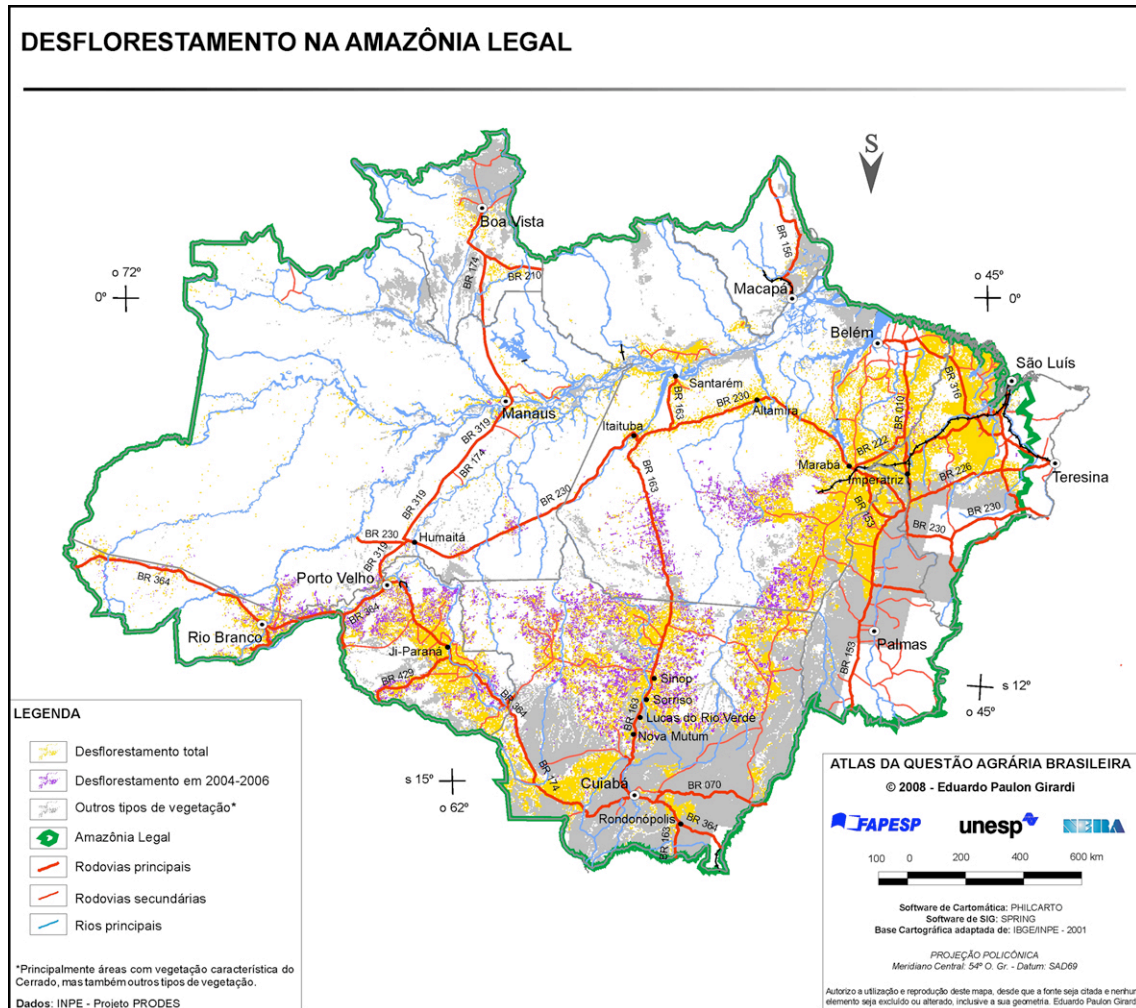 DESFLORESTAMENTO NA AMAZÔNIA LEGAL
S
Boa Vista
BR 174
BR 210
BR 156
o 72º
0º
o 45º
0º
Macapá
Belém
São Luís
Santarém
BR 316
BR 010
BR 163
BR 230
Altamira
Manaus
BR 319
BR 174
Itaituba
BR 222
Marabá
Imperatriz
BR 226
Teresina
BR 163
BR 230
BR 319
BR 153
BR 230
BR 230
BR 230
Humaitá
BR 319
BR 364
Porto Velho
BR 364
Rio Branco
Palmas
Ji-Paraná
BR 153
BR 429
BR 364
Sinop
Sorriso
s 12º
o 45º
Lucas do Rio Verde
BR 163
Nova Mutum
s 15º
o 62º
BR 174
Cuiabá
BR 070
Rondonópolis
BR 364
BR 163
LEGENDA
Desflorestamento total
Desflorestamento em 2004-2006
Outros tipos de vegetação*
Amazônia Legal
Rodovias principais
Rodovias secundárias
Rios principais
*Principalmente áreas com vegetação característica do
Cerrado, mas também outros tipos de vegetação.
Dados: INPE - Projeto PRODES
ATLAS DA QUESTÃO AGRÁRIA BRASILEIRA
© 2008 - Eduardo Paulon Girardi
FAPESP unesp NERA
100 0 200 400 600 km
Software de Cartomática: PHILCARTO
Software de SIG: SPRING
Base Cartográfica adaptada de: IBGE/INPE - 2001
PROJEÇÃO POLICÔNICA
Meridiano Central: 54º O. Gr. - Datum: SAD69
Autorizo a utilização e reprodução deste mapa, desde que a fonte seja citada e nenhum
elemento seja excluído ou alterado, inclusive a sua geometria. Eduardo Paulon